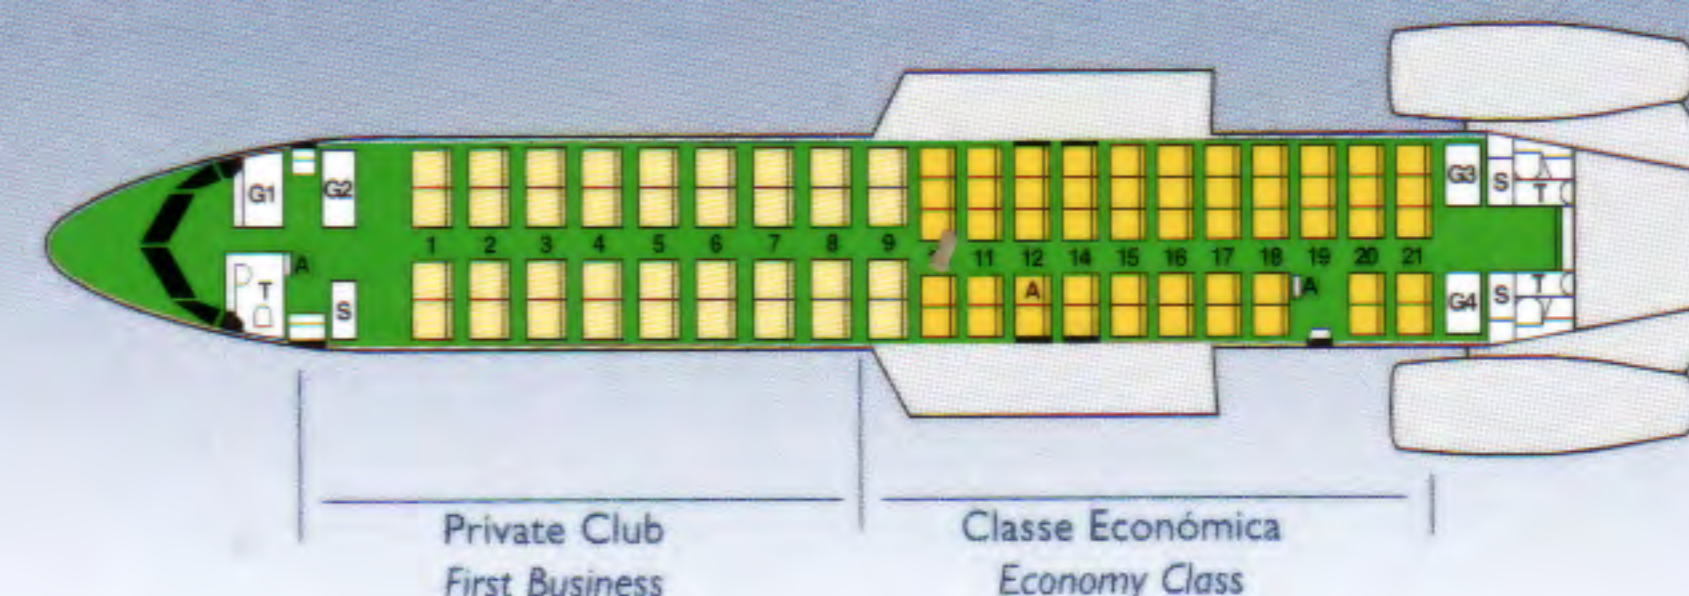 G1 G2 G3 S T
1 2 3 4 5 6 7 8 9 11 12 14 15 16 17 18 19 20 21
A T S A A G4 S T
Private Club Classe Económica
First Business Economy Class